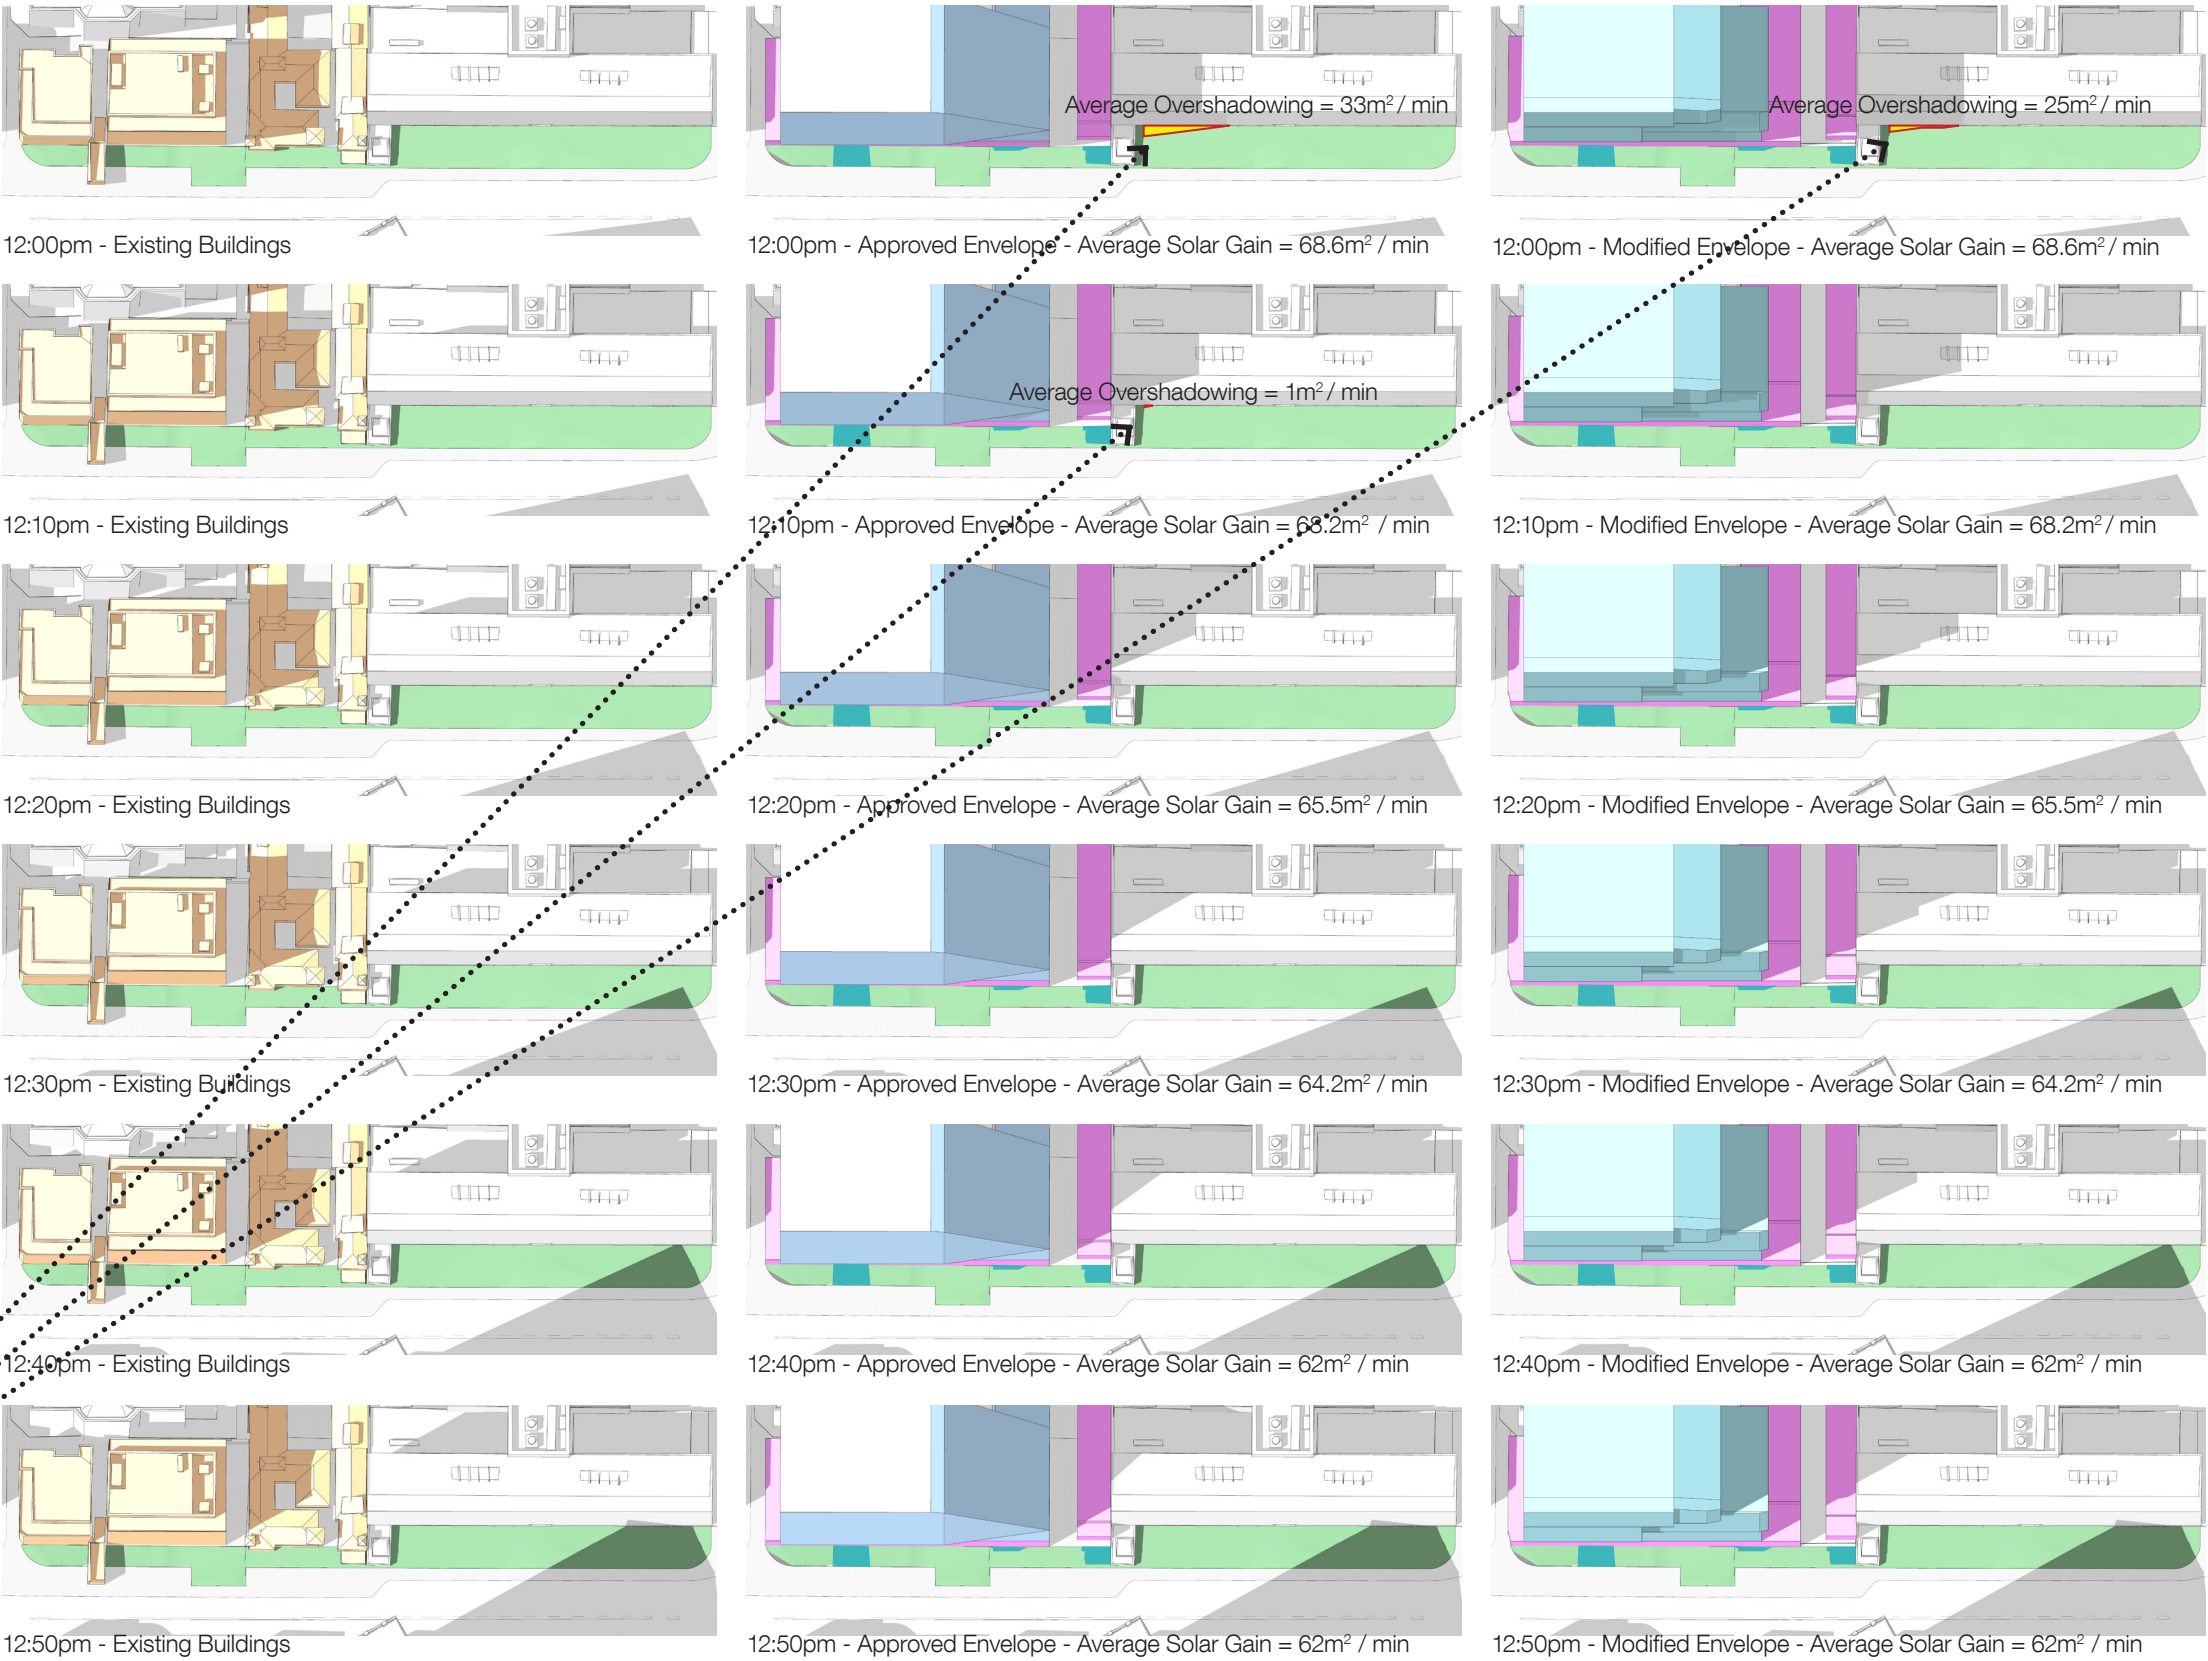 Average Overshadowing = 33m² / min
Average Overshadowing = 25m² / min
12:00pm - Existing Buildings
12:00pm - Approved Envelope - Average Solar Gain = 68.6m² / min
12:00pm - Modified Envelope - Average Solar Gain = 68.6m² / min
Average Overshadowing = 1m² / min
12:10pm - Existing Buildings
12:10pm - Approved Envelope - Average Solar Gain = 68.2m² / min
12:10pm - Modified Envelope - Average Solar Gain = 68.2m² / min
12:20pm - Existing Buildings
12:20pm - Approved Envelope - Average Solar Gain = 65.5m² / min
12:20pm - Modified Envelope - Average Solar Gain = 65.5m² / min
12:30pm - Existing Buildings
12:30pm - Approved Envelope - Average Solar Gain = 64.2m² / min
12:30pm - Modified Envelope - Average Solar Gain = 64.2m² / min
12:40pm - Existing Buildings
12:40pm - Approved Envelope - Average Solar Gain = 62m² / min
12:40pm - Modified Envelope - Average Solar Gain = 62m² / min
12:50pm - Existing Buildings
12:50pm - Approved Envelope - Average Solar Gain = 62m² / min
12:50pm - Modified Envelope - Average Solar Gain = 62m² / min